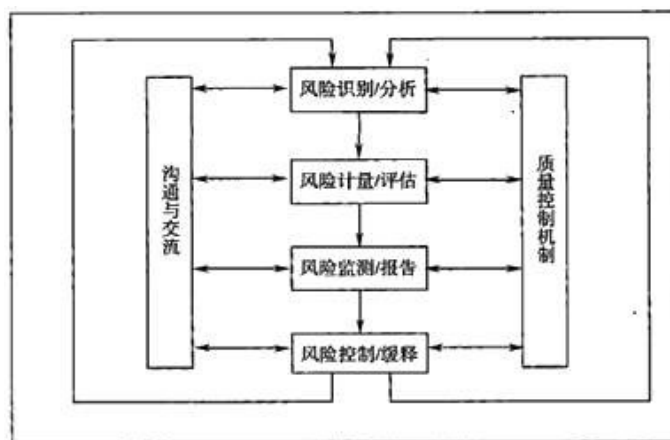 风险识别/分析
沟通与交流
风险计量/评估
质量控制机制
风险监测/报告
风险控制/缓释